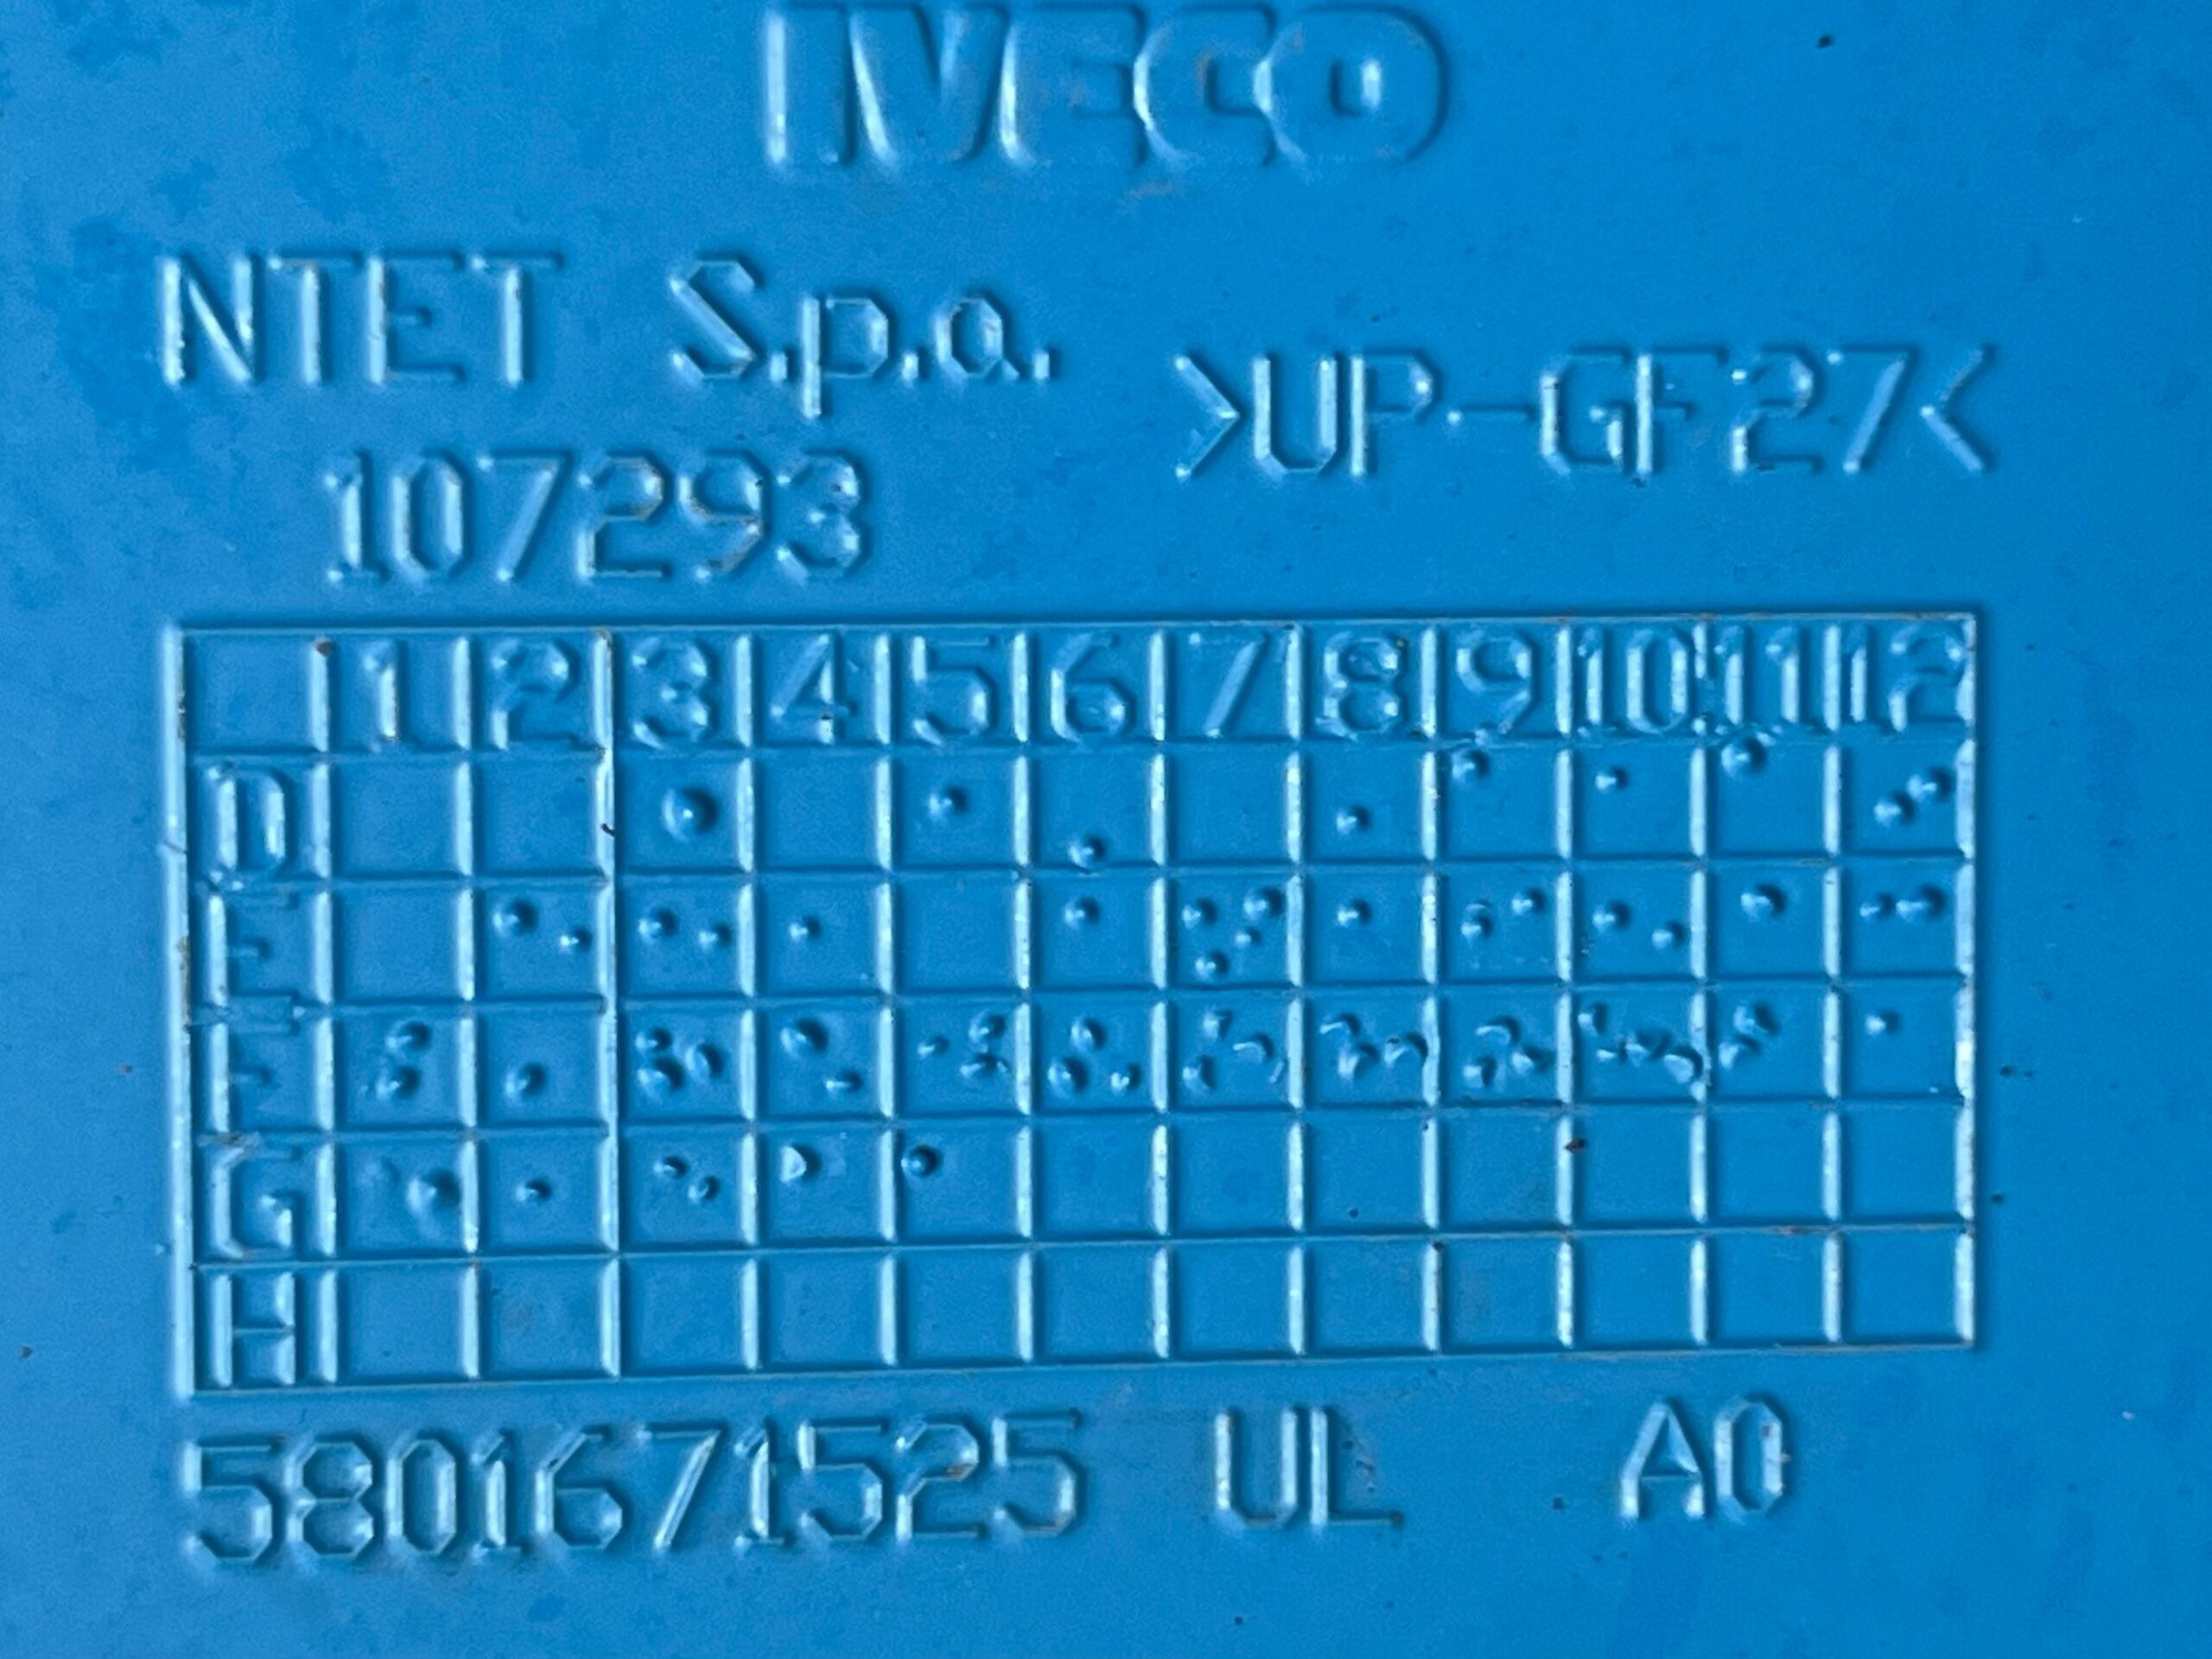 IVECO
NTET S.p.a.
>UP-GF27<
107293
1 2 3 4 5 6 7 8 9 10 11 12
D
E
F
G
H
5801671525 UL A0